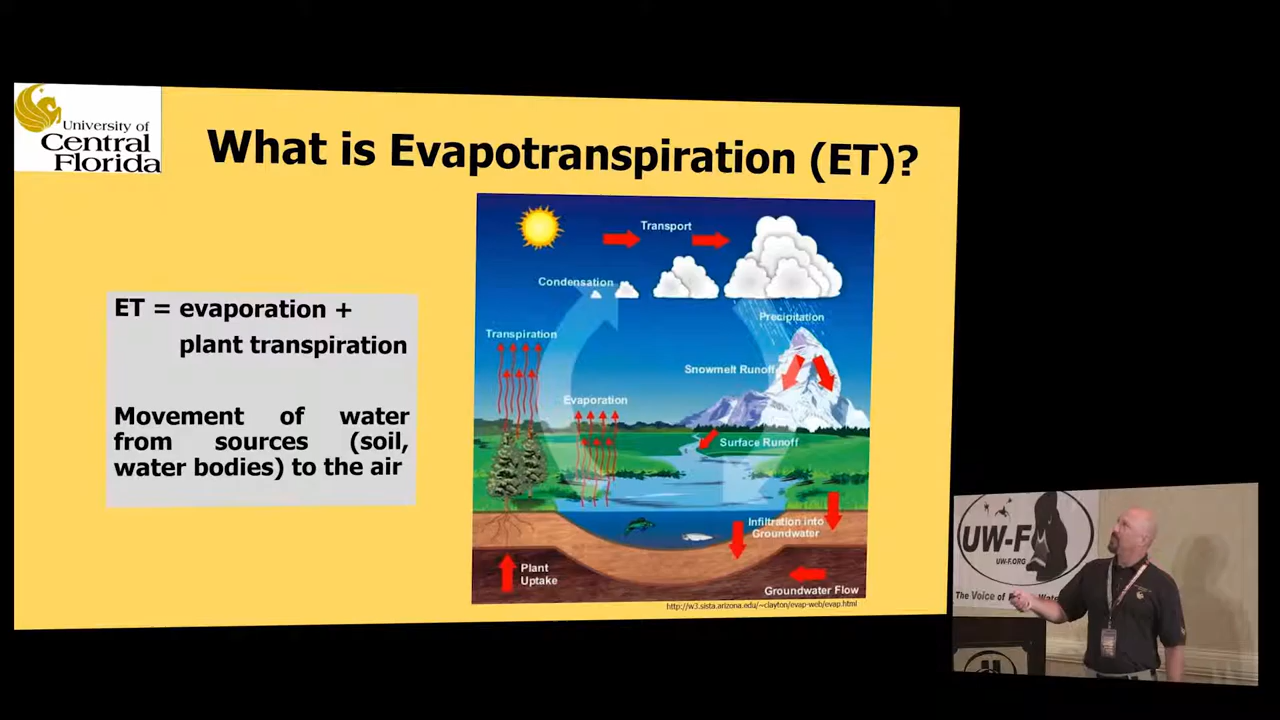 University of
Central
Florida
What is Evapotranspiration (ET)?
ET = evaporation +
plant transpiration
Movement of water
from sources (soil,
water bodies) to the air
Transport
Condensation
Precipitation
Transpiration
Snowmelt Runoff
Evaporation
Surface Runoff
Infiltration into
Groundwater
Plant
Uptake
Groundwater Flow
http://w3.sista.arizona.edu/~clayton/evap-web/evap.html
UW-F
UW-F.ORG
The Voice of